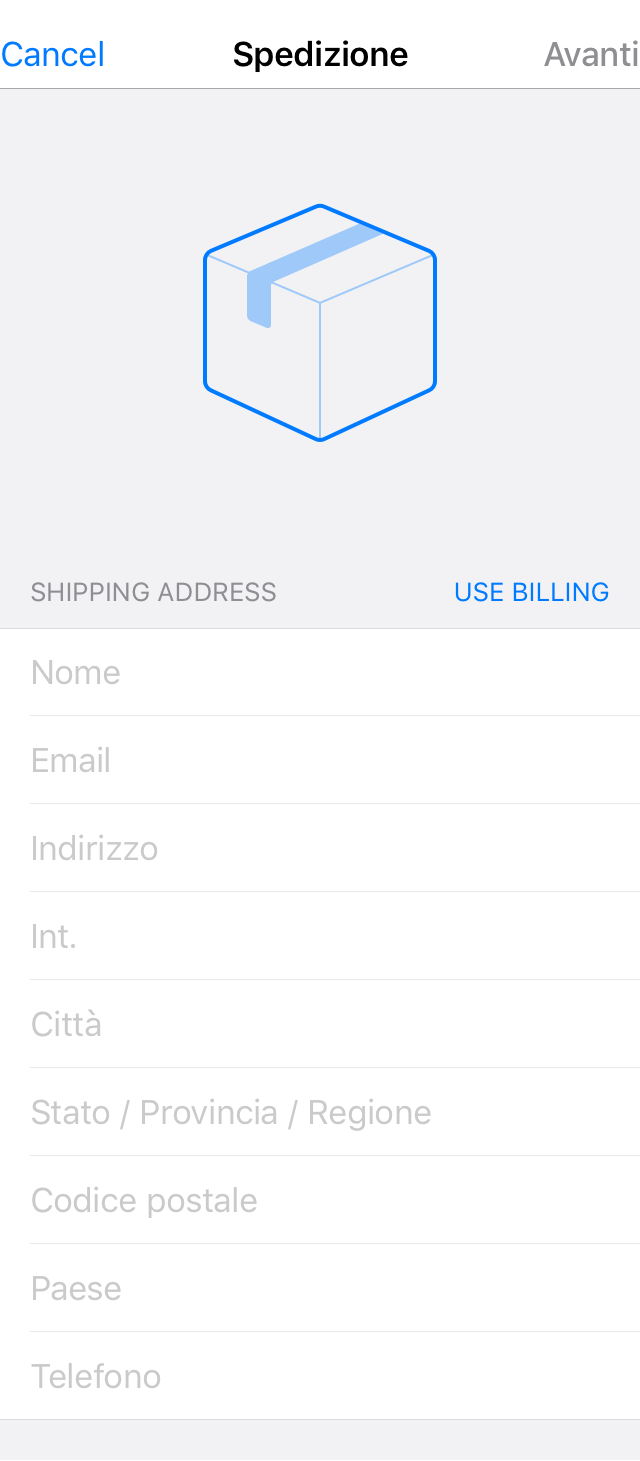 Cancel Spedizione Avanti
SHIPPING ADDRESS USE BILLING
Nome
Email
Indirizzo
Int.
Città
Stato / Provincia / Regione
Codice postale
Paese
Telefono